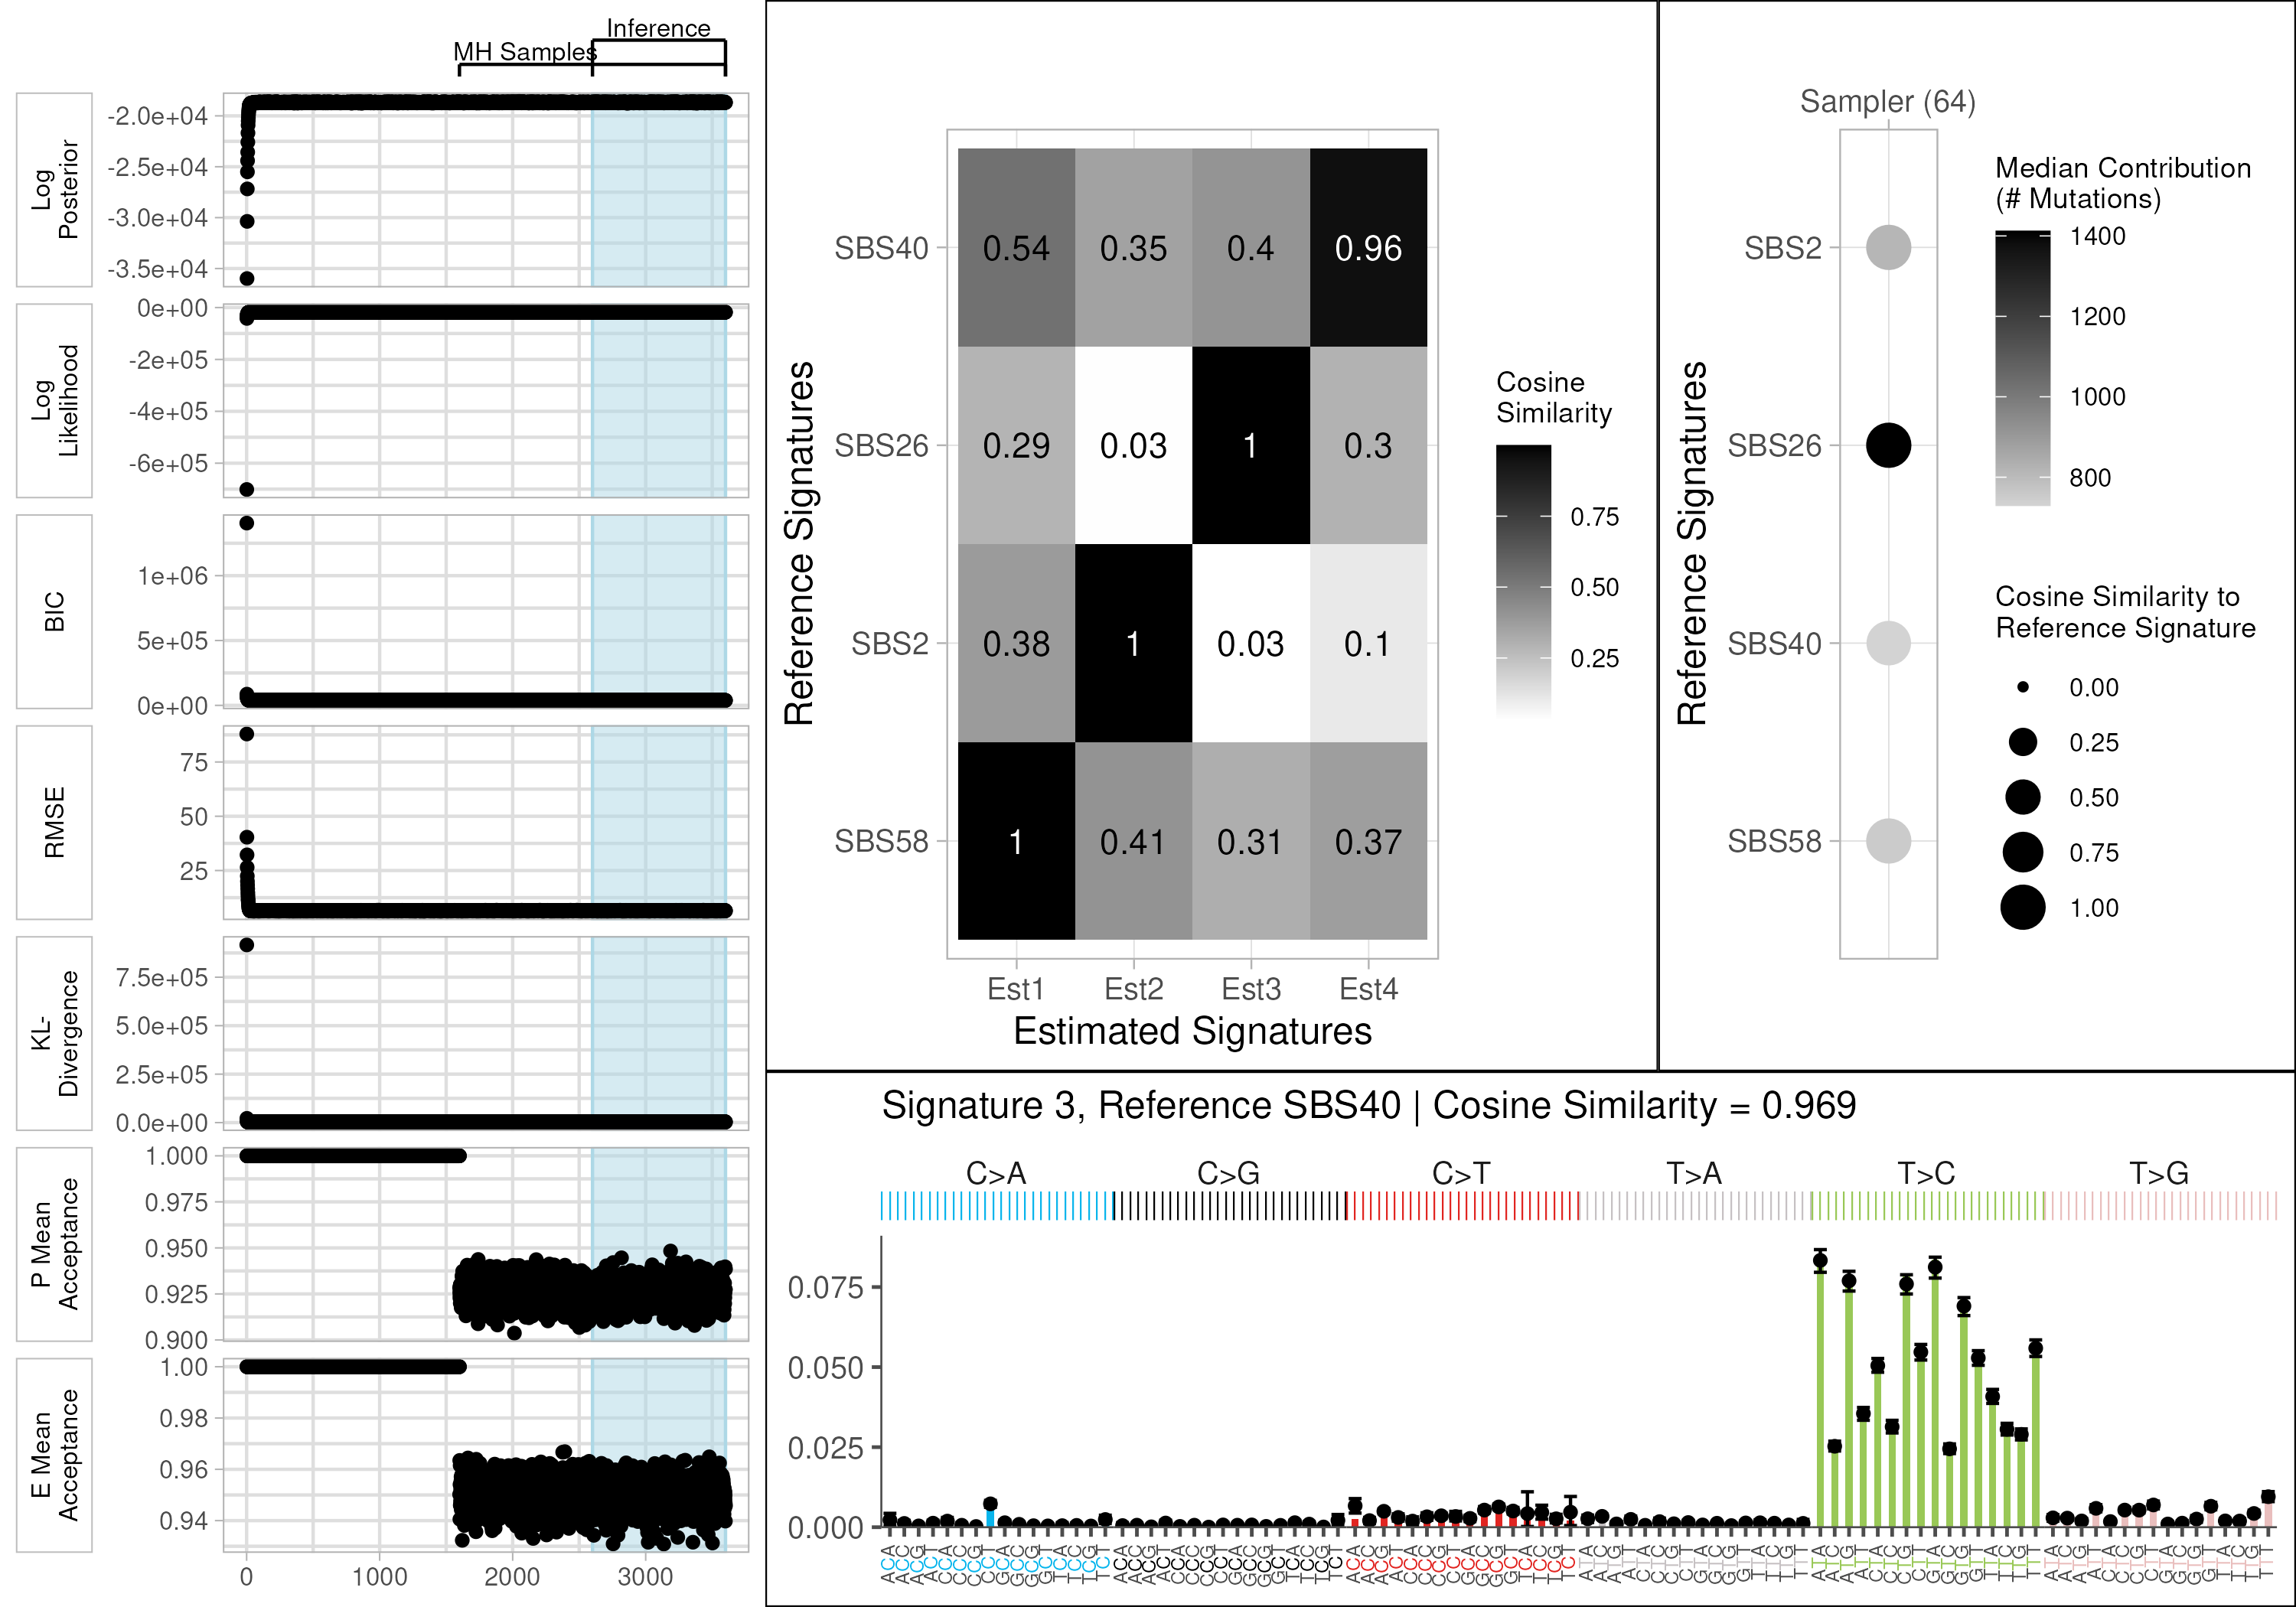 Inference
MH Samples
Log
Posterior
-2.0e+04
-2.5e+04
-3.0e+04
-3.5e+04
Log
Likelihood
0e+00
-2e+05
-4e+05
-6e+05
BIC
1e+06
5e+05
0e+00
RMSE
75
50
25
KL-
Divergence
7.5e+05
5.0e+05
2.5e+05
0.0e+00
P Mean
Acceptance
1.000
0.975
0.950
0.925
0.900
E Mean
Acceptance
1.00
0.98
0.96
0.94
0 1000 2000 3000
Reference Signatures
SBS40 0.54 0.35 0.4 0.96
SBS26 0.29 0.03 1 0.3
SBS2 0.38 1 0.03 0.1
SBS58 1 0.41 0.31 0.37
Est1 Est2 Est3 Est4
Estimated Signatures
Cosine
Similarity
0.75
0.50
0.25
Sampler (64)
Reference Signatures
SBS2
SBS26
SBS40
SBS58
Median Contribution
(# Mutations)
1400
1200
1000
800
Cosine Similarity to
Reference Signature
0.00
0.25
0.50
0.75
1.00
Signature 3, Reference SBS40 | Cosine Similarity = 0.969
C>A C>G C>T T>A T>C T>G
0.075
0.050
0.025
0.000